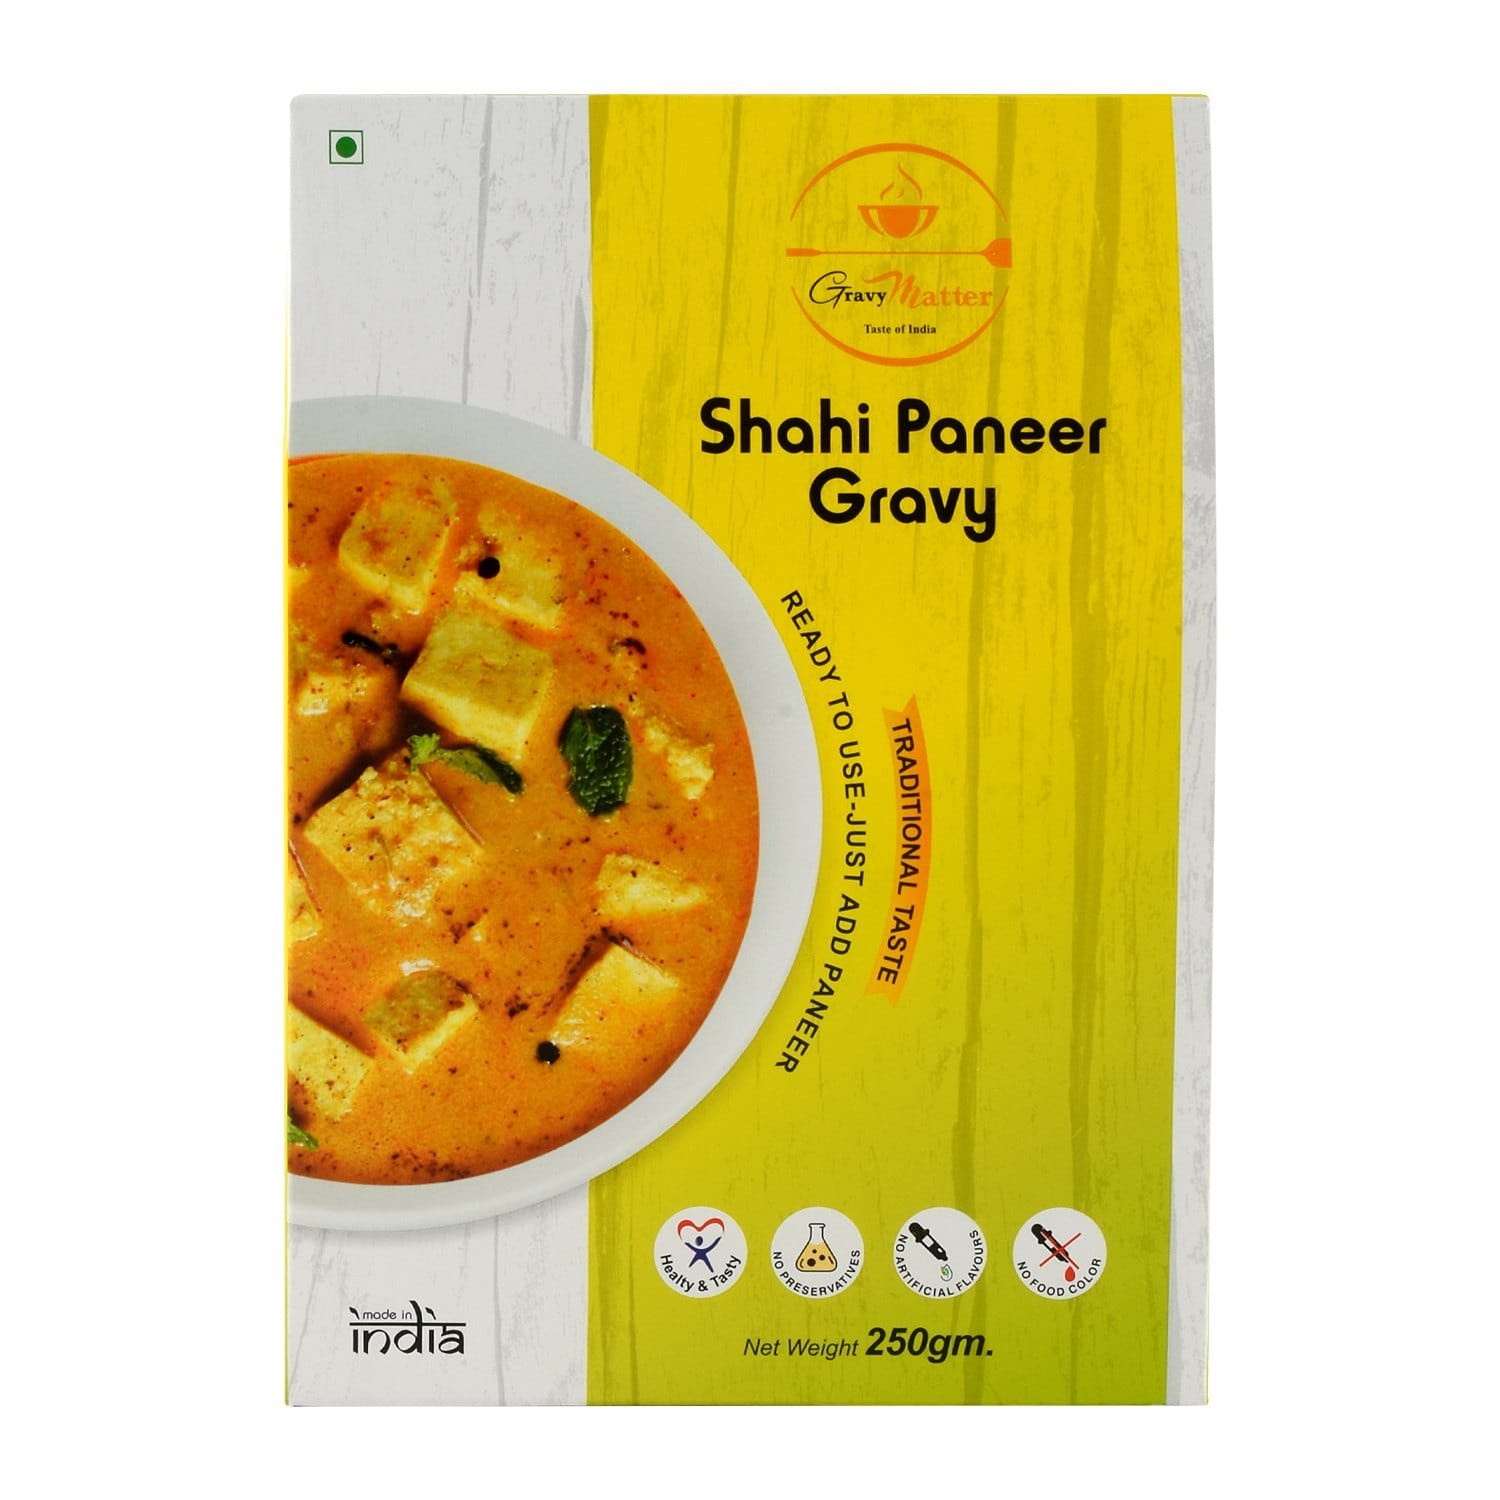 Gravy Matter
Taste of India
Shahi Paneer
Gravy
READY TO USE-JUST ADD PANEER
TRADITIONAL TASTE
Healty & Tasty
NO PRESERVATIVES
NO ARTIFICIAL FLAVOURS
NO FOOD COLOR
made in
india
Net Weight 250gm.